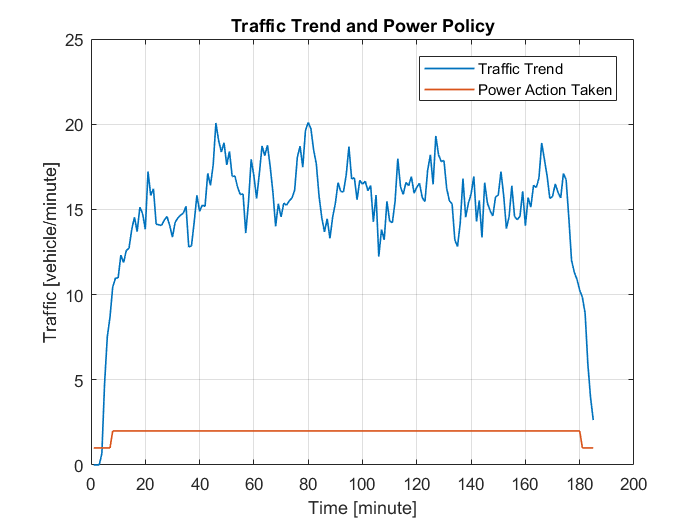 Traffic Trend and Power Policy
25
20
15
10
5
0
Traffic [vehicle/minute]
Traffic Trend
Power Action Taken
0 20 40 60 80 100 120 140 160 180 200
Time [minute]